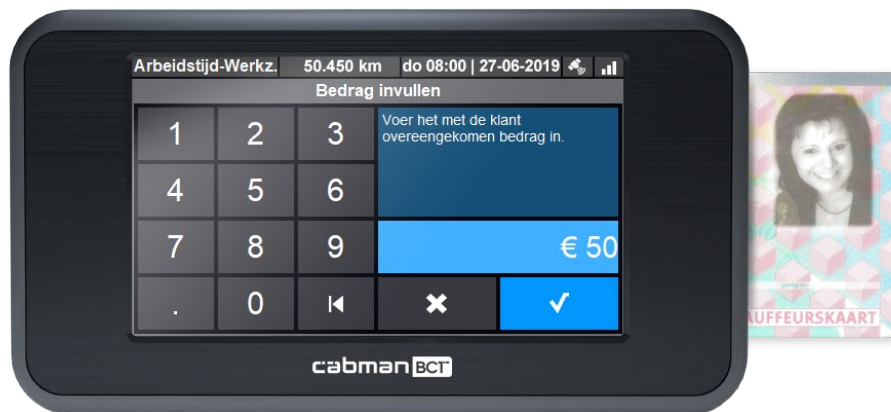 Arbeidstijd-Werkz. 50.450 km do 08:00 | 27-06-2019
Bedrag invullen
1 2 3
Voer het met de klant
overeengekomen bedrag in.
4 5 6
7 8 9
€ 50
. 0
cabman BCT
AUFFEURSKAART